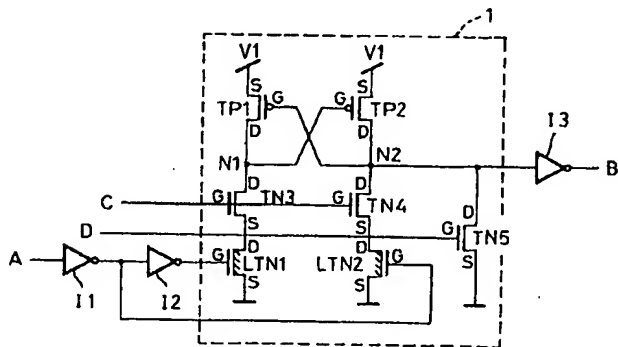 1
V1 V1
S S
TP1 G G TP2
D D
I3
N1 N2
B
D D
C G TN3 G TN4
S S D
D G TN5
D D S
A G LTN1 LTN2 G
S S
I1 I2